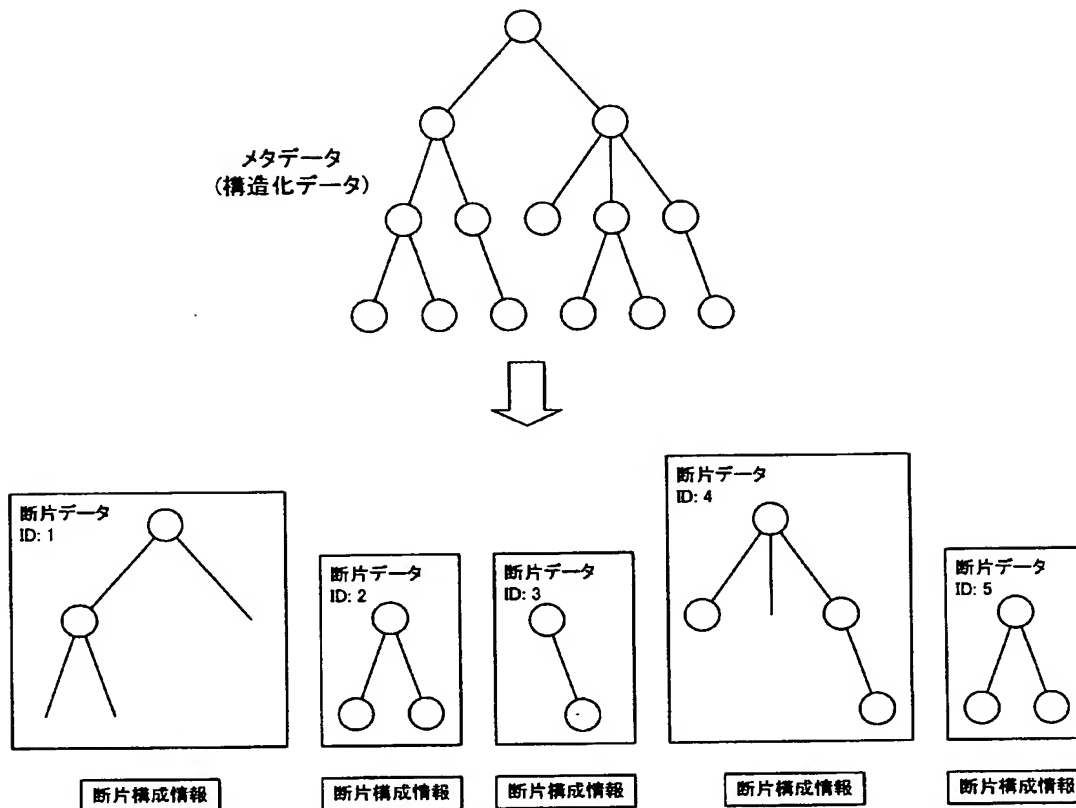 メタデータ
(構造化データ)
断片データ
ID: 1
断片データ
ID: 2
断片データ
ID: 3
断片データ
ID: 4
断片データ
ID: 5
断片構成情報
断片構成情報
断片構成情報
断片構成情報
断片構成情報